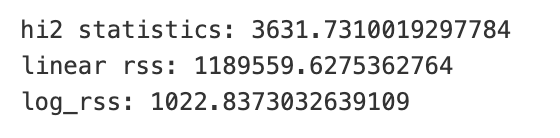 hi2 statistics: 3631.7310019297784
linear rss: 1189559.6275362764
log_rss: 1022.8373032639109